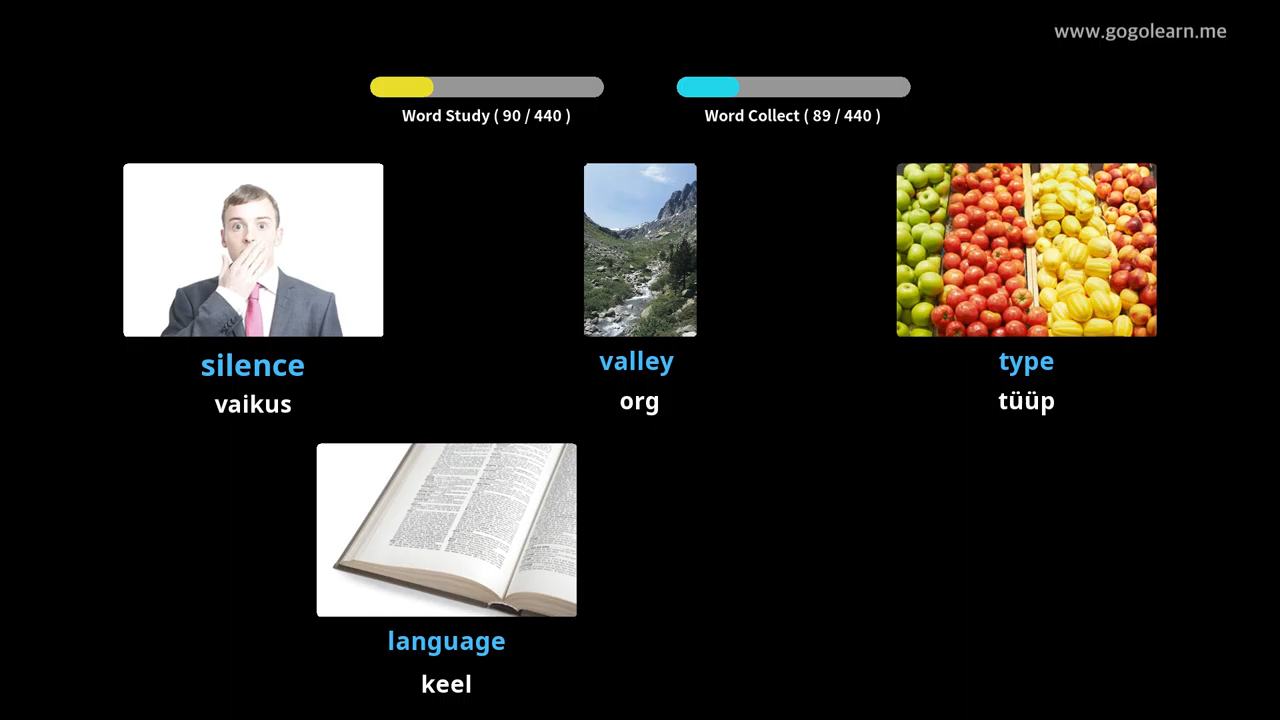 www.gogolearn.me
Word Study ( 90 / 440 )
Word Collect ( 89 / 440 )
silence
vaikus
valley
org
type
tüüp
language
keel